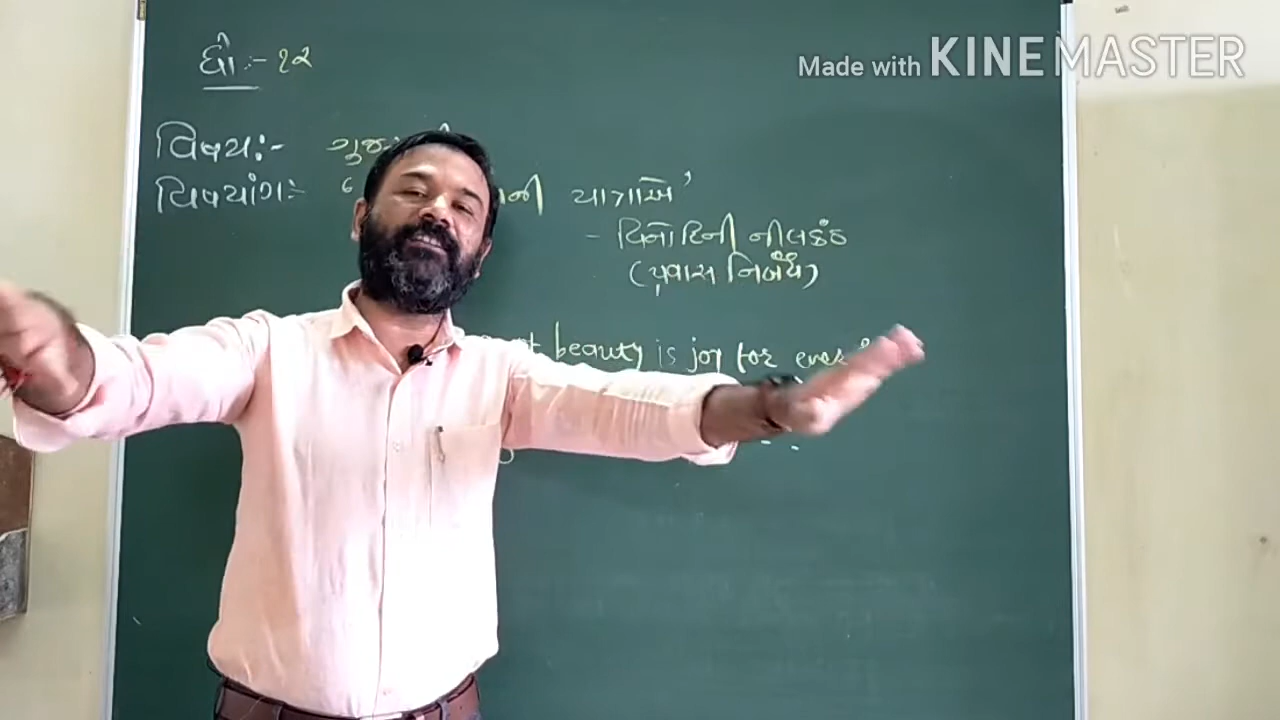 Made with KINEMASTER
ધો :- ૧૨
વિષય:-
વિષયાંગ:- ' ની યાત્રાએ '
- વિનોદિની નીલકંઠ
(પ્રવાસ નિબંધ)
beauty is joy for ever